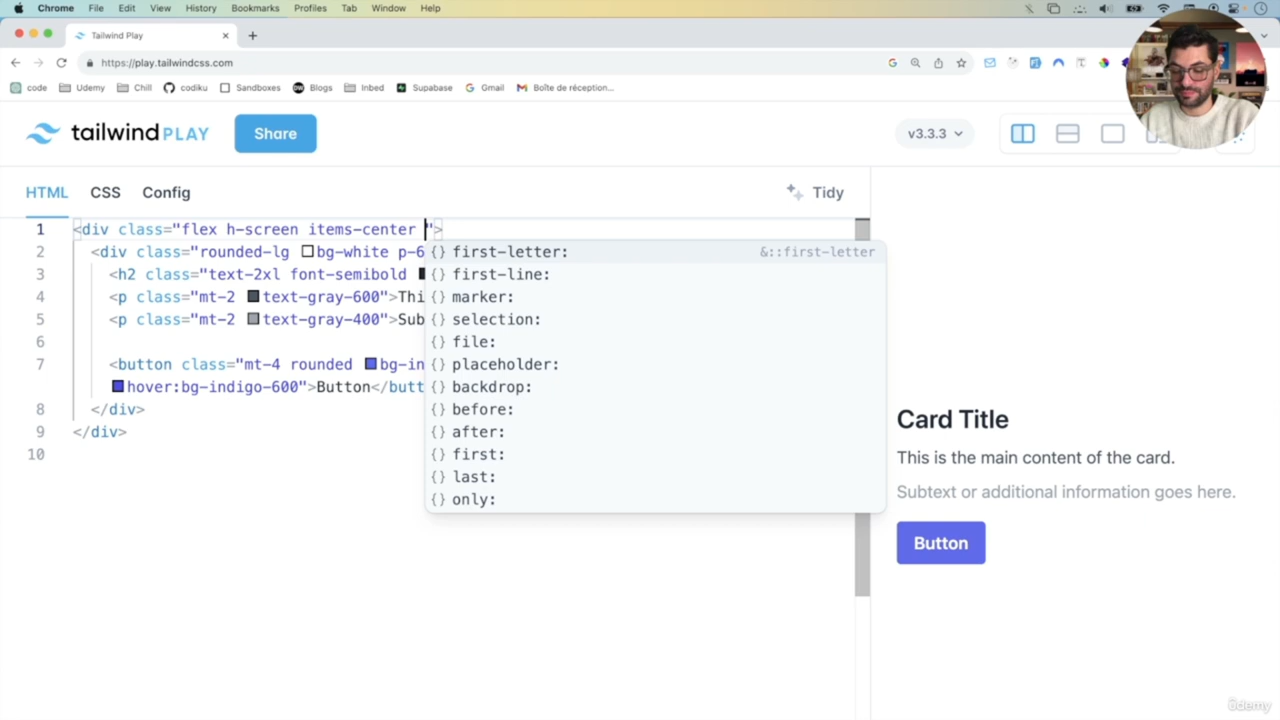 Chrome File Edit View History Bookmarks Profiles Tab Window Help
Tailwind Play
https://play.tailwindcss.com
code Udemy Chill codiku Sandboxes Blogs Inbed Supabase Gmail Boîte de réception...
tailwind PLAY Share v3.3.3
HTML CSS Config Tidy
1 <div class="flex h-screen items-center ">
2 <div class="rounded-lg bg-white p-6
3 <h2 class="text-2xl font-semibold
4 <p class="mt-2 text-gray-600">Thi
5 <p class="mt-2 text-gray-400">Sub
6
7 <button class="mt-4 rounded bg-in
hover:bg-indigo-600">Button</butt
8 </div>
9 </div>
10
{} first-letter: &::first-letter
{} first-line:
{} marker:
{} selection:
{} file:
{} placeholder:
{} backdrop:
{} before:
{} after:
{} first:
{} last:
{} only:
Card Title
This is the main content of the card.
Subtext or additional information goes here.
Button
ûdemy